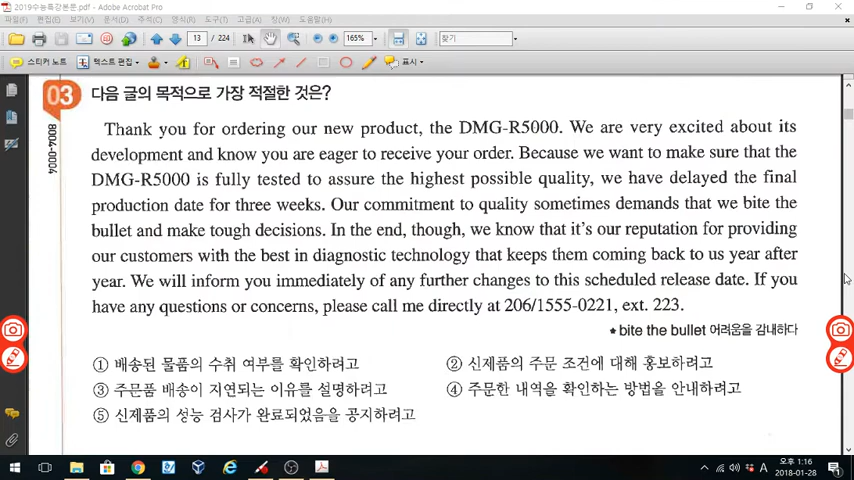 2019수능특강본문.pdf - Adobe Acrobat Pro
파일(F) 편집(E) 보기(V) 문서(D) 주석(C) 양식(R) 도구(T) 고급(A) 창(W) 도움말(H)
13 / 224 165% 찾기
스티커 노트 텍스트 편집 표시
03 다음 글의 목적으로 가장 적절한 것은?
8004-0004
Thank you for ordering our new product, the DMG-R5000. We are very excited about its
development and know you are eager to receive your order. Because we want to make sure that the
DMG-R5000 is fully tested to assure the highest possible quality, we have delayed the final
production date for three weeks. Our commitment to quality sometimes demands that we bite the
bullet and make tough decisions. In the end, though, we know that it's our reputation for providing
our customers with the best in diagnostic technology that keeps them coming back to us year after
year. We will inform you immediately of any further changes to this scheduled release date. If you
have any questions or concerns, please call me directly at 206/1555-0221, ext. 223.
* bite the bullet 어려움을 감내하다
① 배송된 물품의 수취 여부를 확인하려고
② 신제품의 주문 조건에 대해 홍보하려고
③ 주문품 배송이 지연되는 이유를 설명하려고
④ 주문한 내역을 확인하는 방법을 안내하려고
⑤ 신제품의 성능 검사가 완료되었음을 공지하려고
A 오후 1:16
2018-01-28